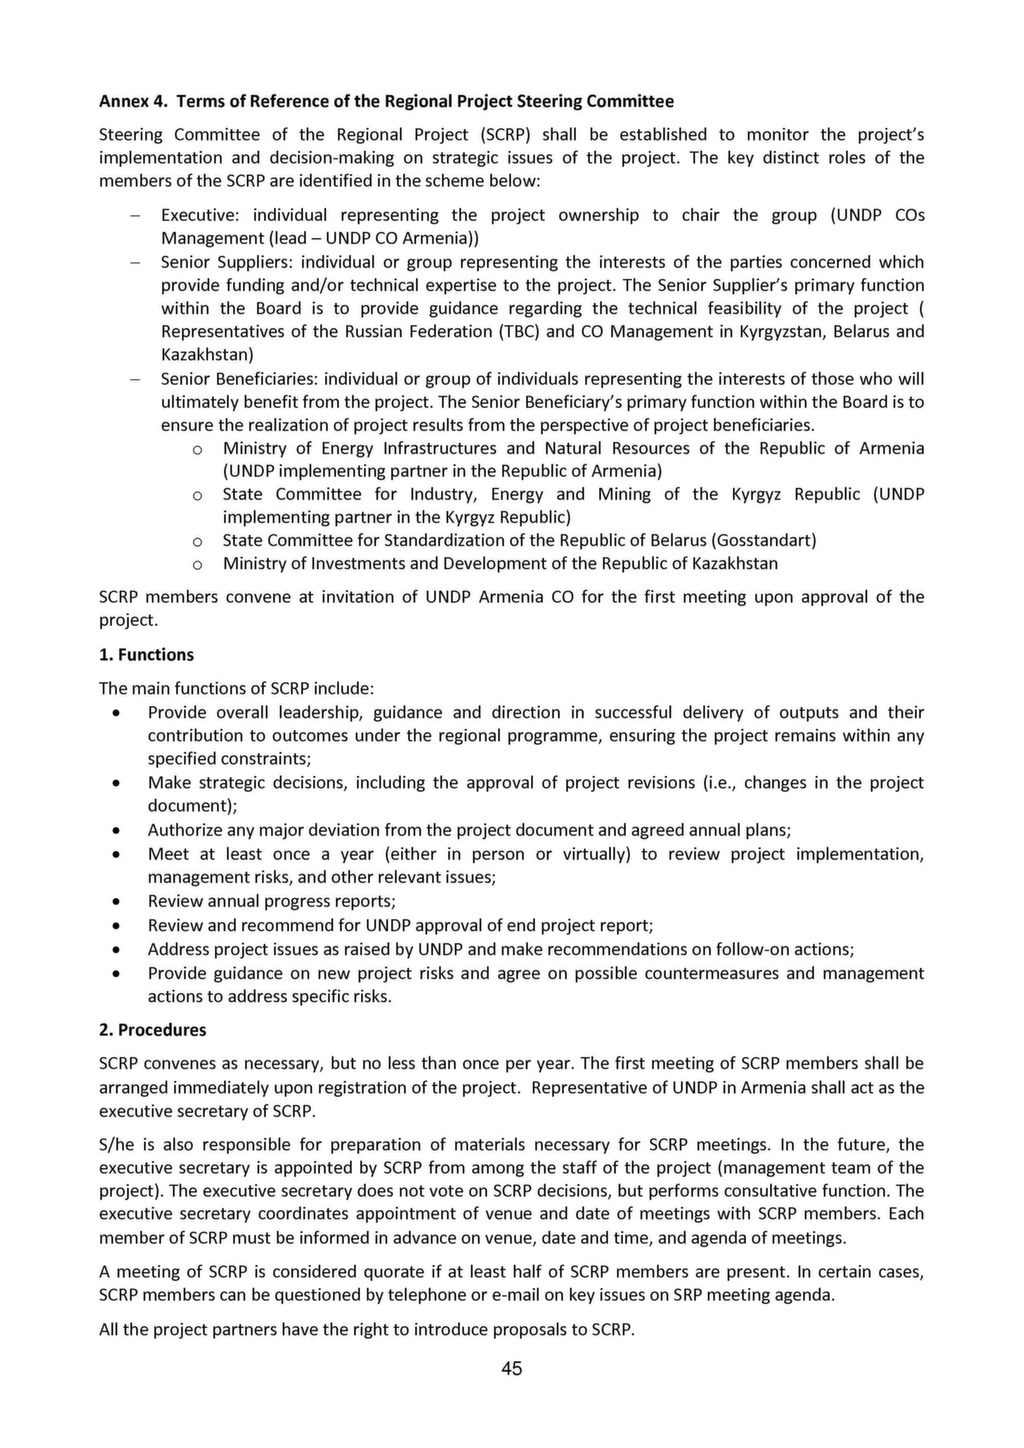 Annex 4.  Terms of Reference of the Regional Project Steering Committee
Steering Committee of the Regional Project (SCRP) shall be established to monitor the project's
implementation and decision-making on strategic issues of the project. The key distinct roles of the
members of the SCRP are identified in the scheme below:
– Executive: individual representing the project ownership to chair the group (UNDP COs
Management (lead – UNDP CO Armenia))
– Senior Suppliers: individual or group representing the interests of the parties concerned which
provide funding and/or technical expertise to the project. The Senior Supplier's primary function
within the Board is to provide guidance regarding the technical feasibility of the project (
Representatives of the Russian Federation (TBC) and CO Management in Kyrgyzstan, Belarus and
Kazakhstan)
– Senior Beneficiaries: individual or group of individuals representing the interests of those who will
ultimately benefit from the project. The Senior Beneficiary's primary function within the Board is to
ensure the realization of project results from the perspective of project beneficiaries.
o Ministry of Energy Infrastructures and Natural Resources of the Republic of Armenia
(UNDP implementing partner in the Republic of Armenia)
o State Committee for Industry, Energy and Mining of the Kyrgyz Republic (UNDP
implementing partner in the Kyrgyz Republic)
o State Committee for Standardization of the Republic of Belarus (Gosstandart)
o Ministry of Investments and Development of the Republic of Kazakhstan
SCRP members convene at invitation of UNDP Armenia CO for the first meeting upon approval of the
project.
1. Functions
The main functions of SCRP include:
• Provide overall leadership, guidance and direction in successful delivery of outputs and their
contribution to outcomes under the regional programme, ensuring the project remains within any
specified constraints;
• Make strategic decisions, including the approval of project revisions (i.e., changes in the project
document);
• Authorize any major deviation from the project document and agreed annual plans;
• Meet at least once a year (either in person or virtually) to review project implementation,
management risks, and other relevant issues;
• Review annual progress reports;
• Review and recommend for UNDP approval of end project report;
• Address project issues as raised by UNDP and make recommendations on follow-on actions;
• Provide guidance on new project risks and agree on possible countermeasures and management
actions to address specific risks.
2. Procedures
SCRP convenes as necessary, but no less than once per year. The first meeting of SCRP members shall be
arranged immediately upon registration of the project.  Representative of UNDP in Armenia shall act as the
executive secretary of SCRP.
S/he is also responsible for preparation of materials necessary for SCRP meetings. In the future, the
executive secretary is appointed by SCRP from among the staff of the project (management team of the
project). The executive secretary does not vote on SCRP decisions, but performs consultative function. The
executive secretary coordinates appointment of venue and date of meetings with SCRP members. Each
member of SCRP must be informed in advance on venue, date and time, and agenda of meetings.
A meeting of SCRP is considered quorate if at least half of SCRP members are present. In certain cases,
SCRP members can be questioned by telephone or e-mail on key issues on SRP meeting agenda.
All the project partners have the right to introduce proposals to SCRP.
45